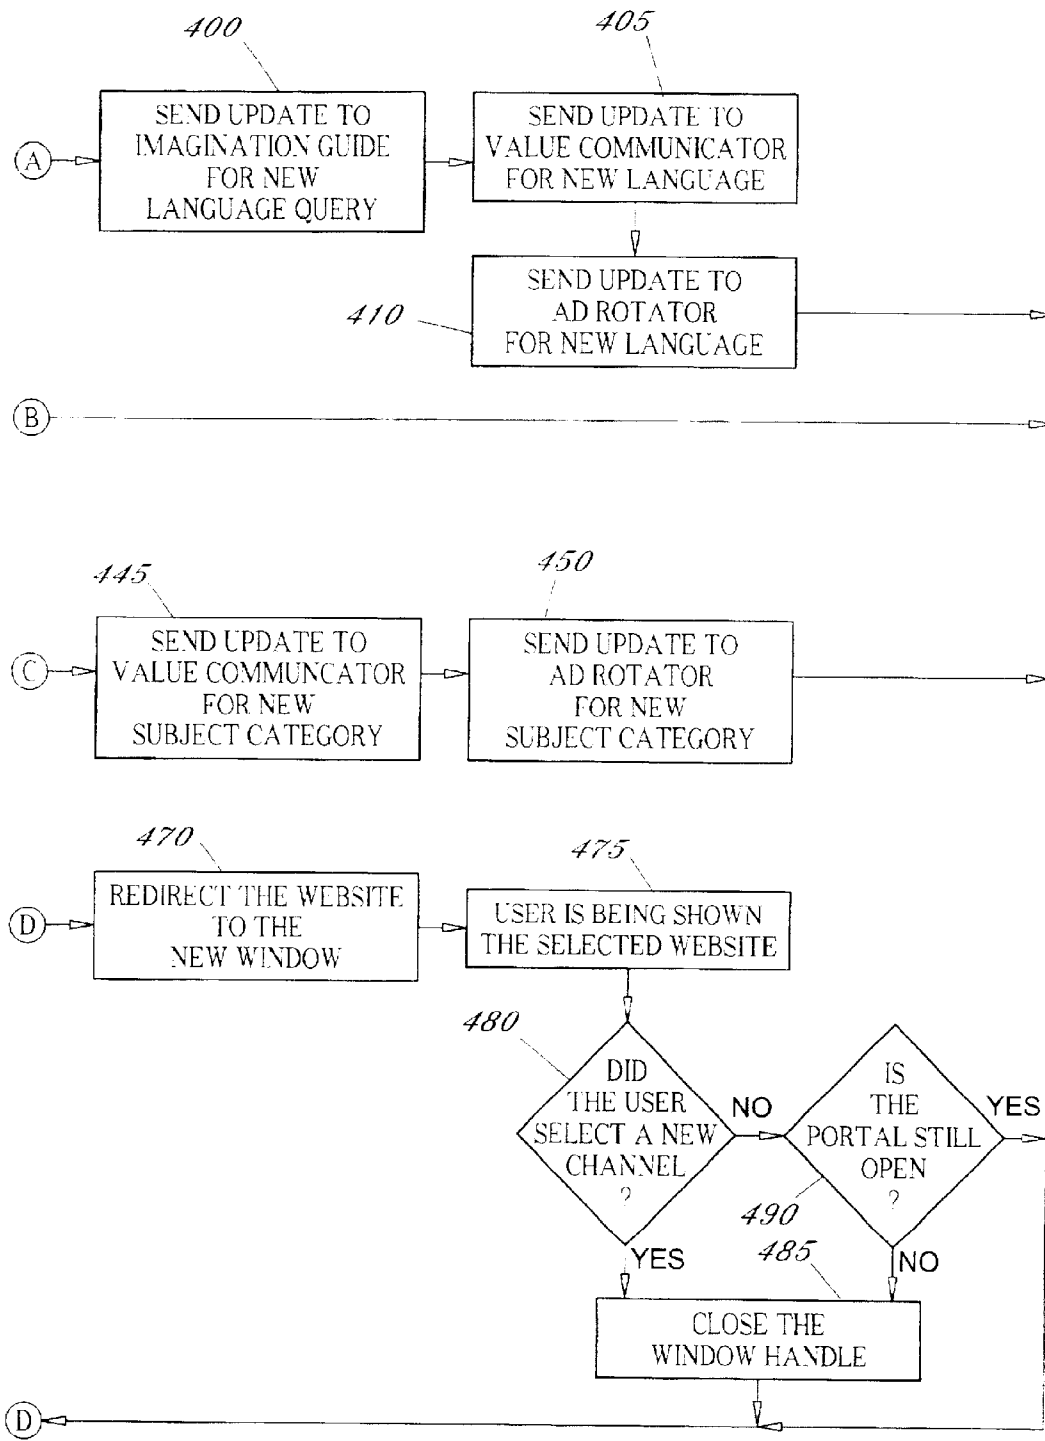 400
405
SEND UPDATE TO
IMAGINATION GUIDE
FOR NEW
LANGUAGE QUERY
SEND UPDATE TO
VALUE COMMUNICATOR
FOR NEW LANGUAGE
A
SEND UPDATE TO
AD ROTATOR
FOR NEW LANGUAGE
410
B
445
450
SEND UPDATE TO
VALUE COMMUNCATOR
FOR NEW
SUBJECT CATEGORY
SEND UPDATE TO
AD ROTATOR
FOR NEW
SUBJECT CATEGORY
C
470
475
REDIRECT THE WEBSITE
TO THE
NEW WINDOW
USER IS BEING SHOWN
THE SELECTED WEBSITE
D
480
DID
THE USER
SELECT A NEW
CHANNEL
?
NO
IS
THE
PORTAL STILL
OPEN
?
YES
490
485
YES
NO
CLOSE THE
WINDOW HANDLE
D